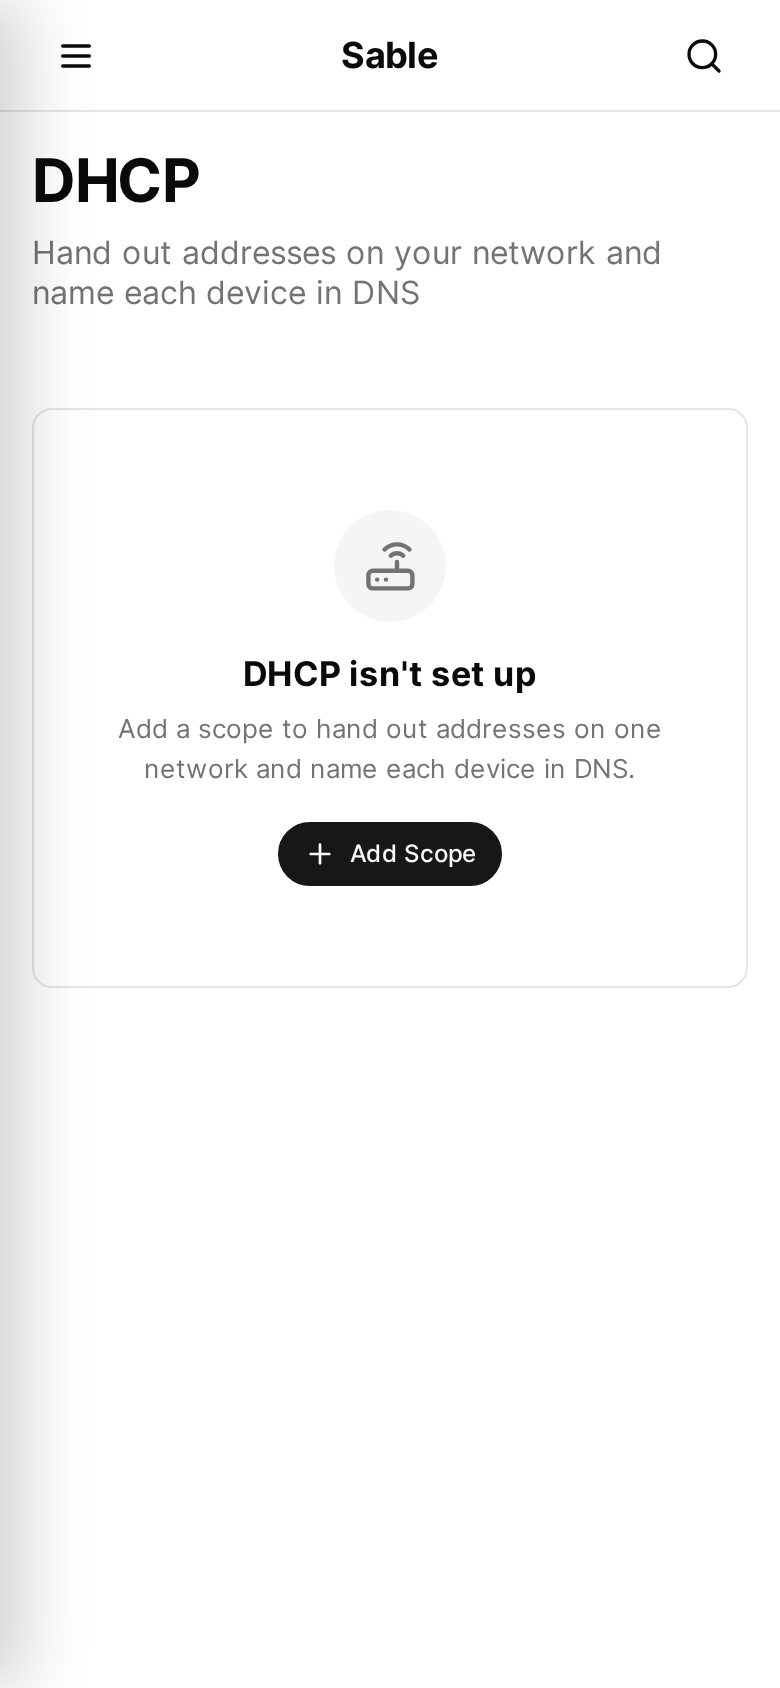 Sable
DHCP
Hand out addresses on your network and
name each device in DNS
DHCP isn't set up
Add a scope to hand out addresses on one
network and name each device in DNS.
Add Scope